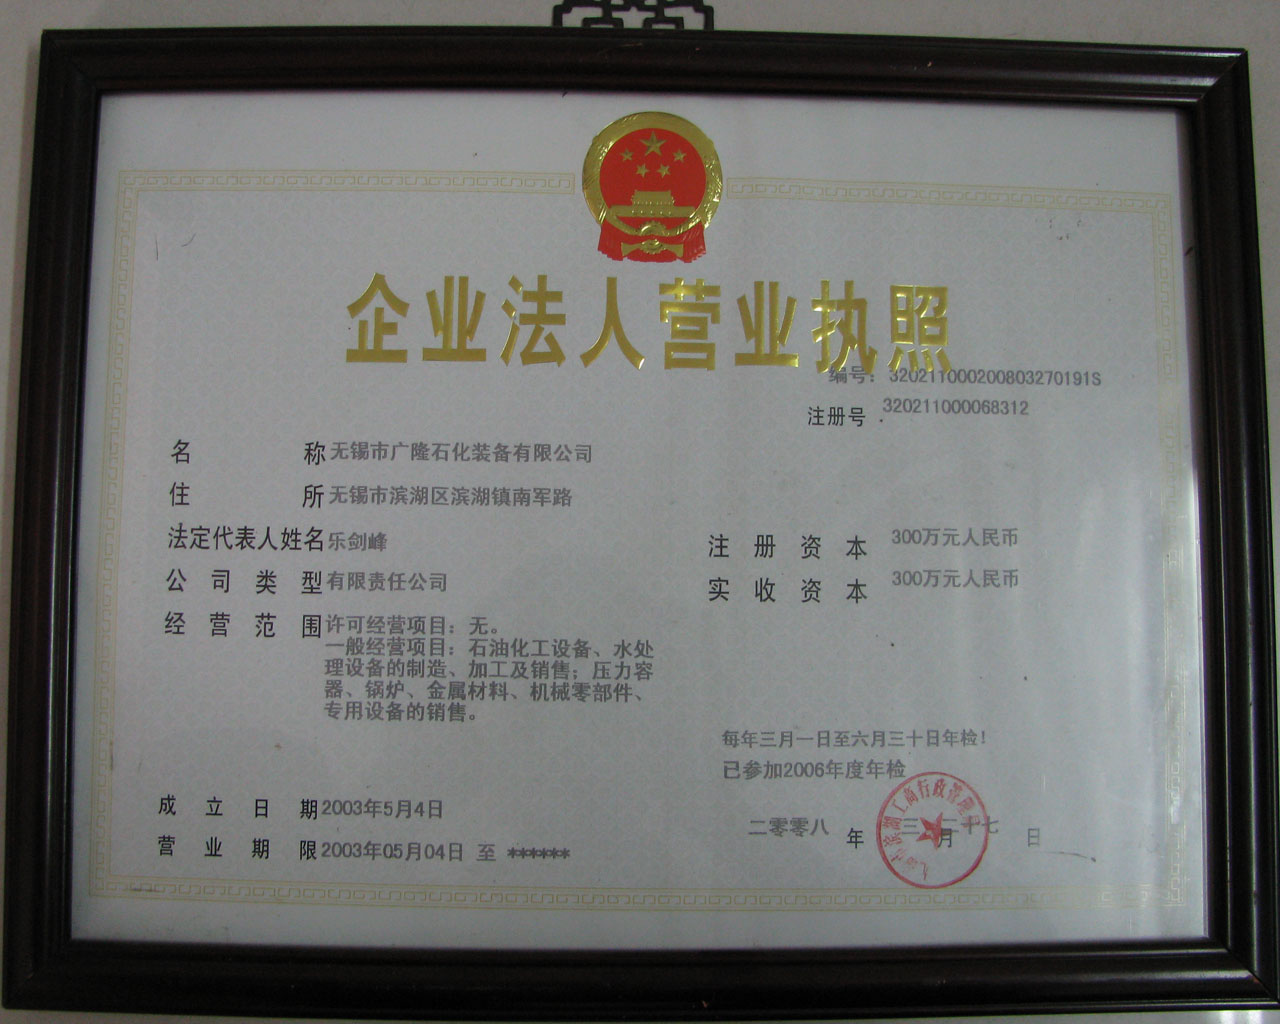 企业法人营业执照
编号：320211000200803270191S
注册号 320211000068312
名称 无锡市广隆石化装备有限公司
住所 无锡市滨湖区滨湖镇南军路
法定代表人姓名 乐剑峰
注册资本 300万元人民币
公司类型 有限责任公司
实收资本 300万元人民币
经营范围 许可经营项目：无。
一般经营项目：石油化工设备、水处
理设备的制造、加工及销售；压力容
器、锅炉、金属材料、机械零部件、
专用设备的销售。
每年三月一日至六月三十日年检！
已参加2006年度年检
成立日期 2003年5月4日
二零零八 年 三 月 二十七 日
营业期限 2003年05月04日 至 ******
滨湖工商行政管理